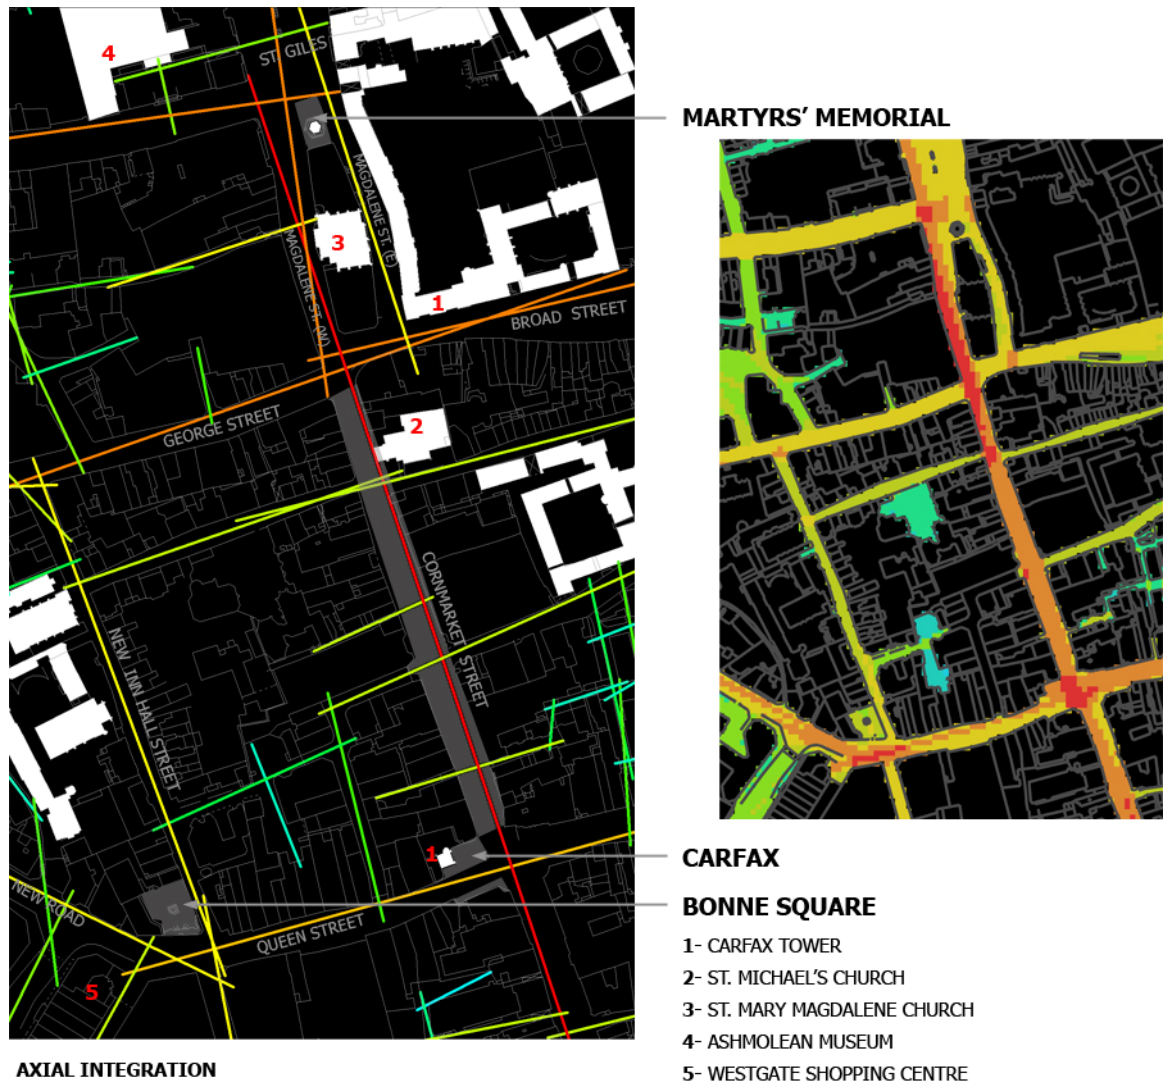 4
ST. GILES
MARTYRS' MEMORIAL
MAGDALENE ST. (E)
3
MAGDALENE ST. (W)
1
BROAD STREET
GEORGE STREET
2
CORNMARKET STREET
NEW INN HALL STREET
1
CARFAX
NEW ROAD
BONNE SQUARE
QUEEN STREET
5
1- CARFAX TOWER
2- ST. MICHAEL'S CHURCH
3- ST. MARY MAGDALENE CHURCH
4- ASHMOLEAN MUSEUM
5- WESTGATE SHOPPING CENTRE
AXIAL INTEGRATION